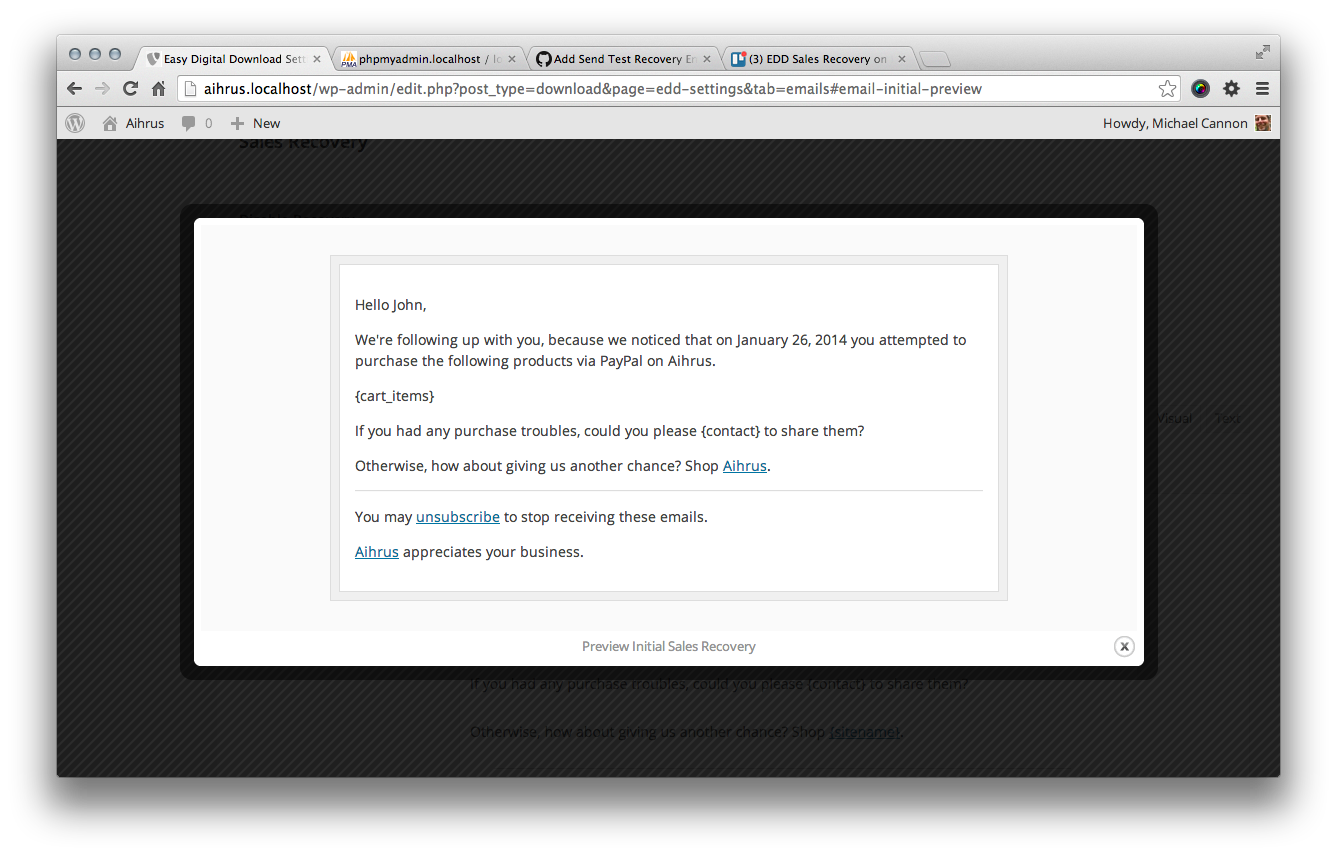 Easy Digital Download Sett
phpmyadmin.localhost / lo
Add Send Test Recovery Em
(3) EDD Sales Recovery on
aihrus.localhost/wp-admin/edit.php?post_type=download&page=edd-settings&tab=emails#email-initial-preview
Aihrus 0 New Howdy, Michael Cannon
Sales Recovery
Hello John,
We're following up with you, because we noticed that on January 26, 2014 you attempted to
purchase the following products via PayPal on Aihrus.
{cart_items}
Visual Text
If you had any purchase troubles, could you please {contact} to share them?
Otherwise, how about giving us another chance? Shop Aihrus.
You may unsubscribe to stop receiving these emails.
Aihrus appreciates your business.
Preview Initial Sales Recovery
x
If you had any purchase troubles, could you please {contact} to share them?
Otherwise, how about giving us another chance? Shop {sitename}.